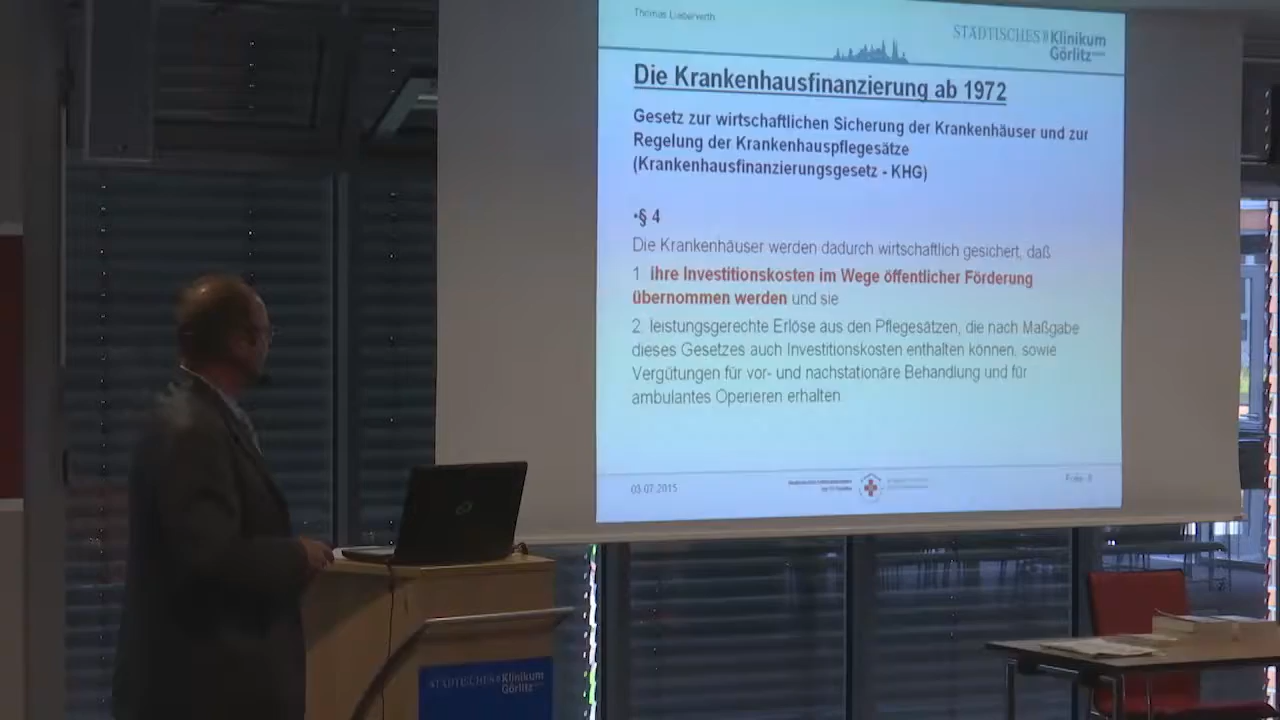 Thomas Lieberwirth
STÄDTISCHES Klinikum
Görlitz
Die Krankenhausfinanzierung ab 1972
Gesetz zur wirtschaftlichen Sicherung der Krankenhäuser und zur
Regelung der Krankenhauspflegesätze
(Krankenhausfinanzierungsgesetz - KHG)
•§ 4
Die Krankenhäuser werden dadurch wirtschaftlich gesichert, daß
1. ihre Investitionskosten im Wege öffentlicher Förderung
übernommen werden und sie
2. leistungsgerechte Erlöse aus den Pflegesätzen, die nach Maßgabe
dieses Gesetzes auch Investitionskosten enthalten können, sowie
Vergütungen für vor- und nachstationäre Behandlung und für
ambulantes Operieren erhalten
03.07.2015
STÄDTISCHES Klinikum
Görlitz